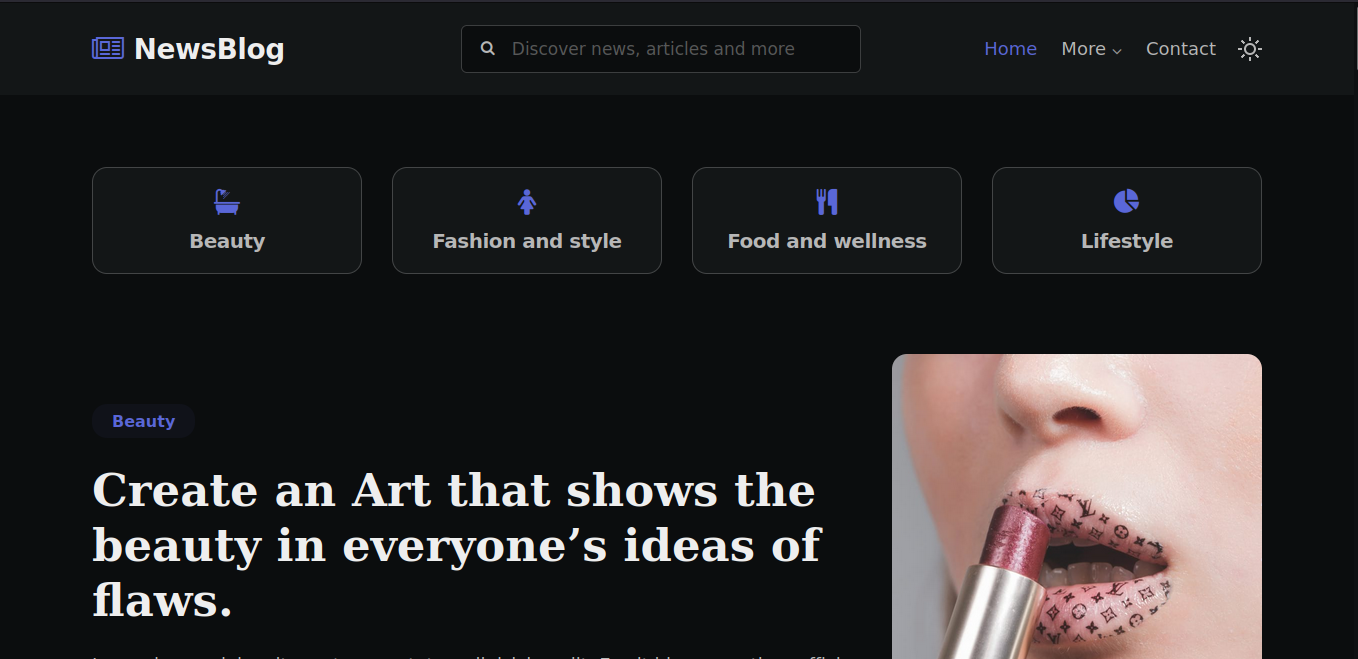 NewsBlog
Discover news, articles and more
Home
More
Contact
Beauty
Fashion and style
Food and wellness
Lifestyle
Beauty
Create an Art that shows the
beauty in everyone’s ideas of
flaws.